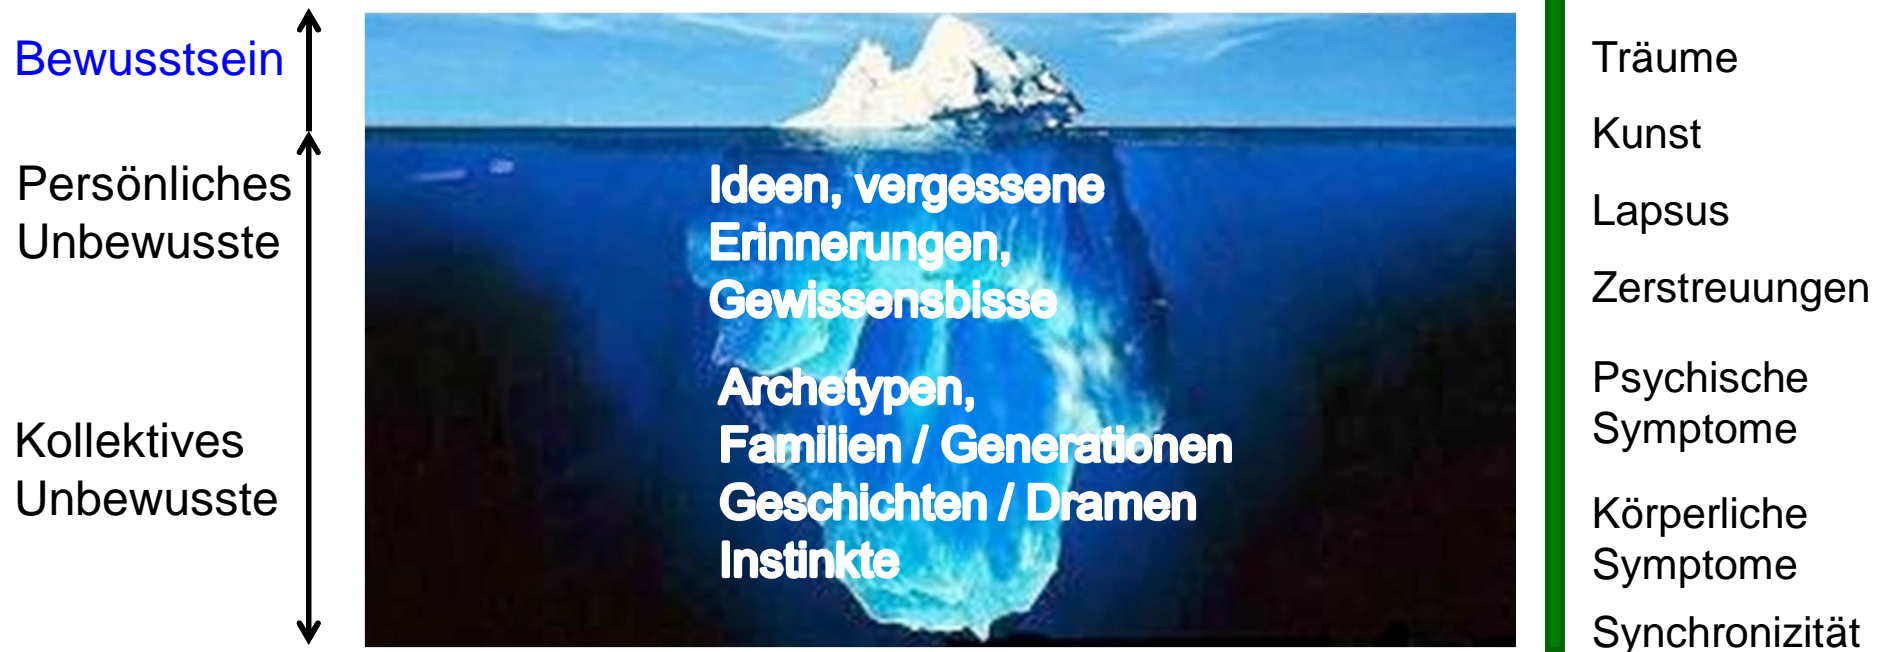 Bewusstsein
Persönliches
Unbewusste
Kollektives
Unbewusste
Ideen, vergessene
Erinnerungen,
Gewissensbisse
Archetypen,
Familien / Generationen
Geschichten / Dramen
Instinkte
Träume
Kunst
Lapsus
Zerstreuungen
Psychische
Symptome
Körperliche
Symptome
Synchronizität